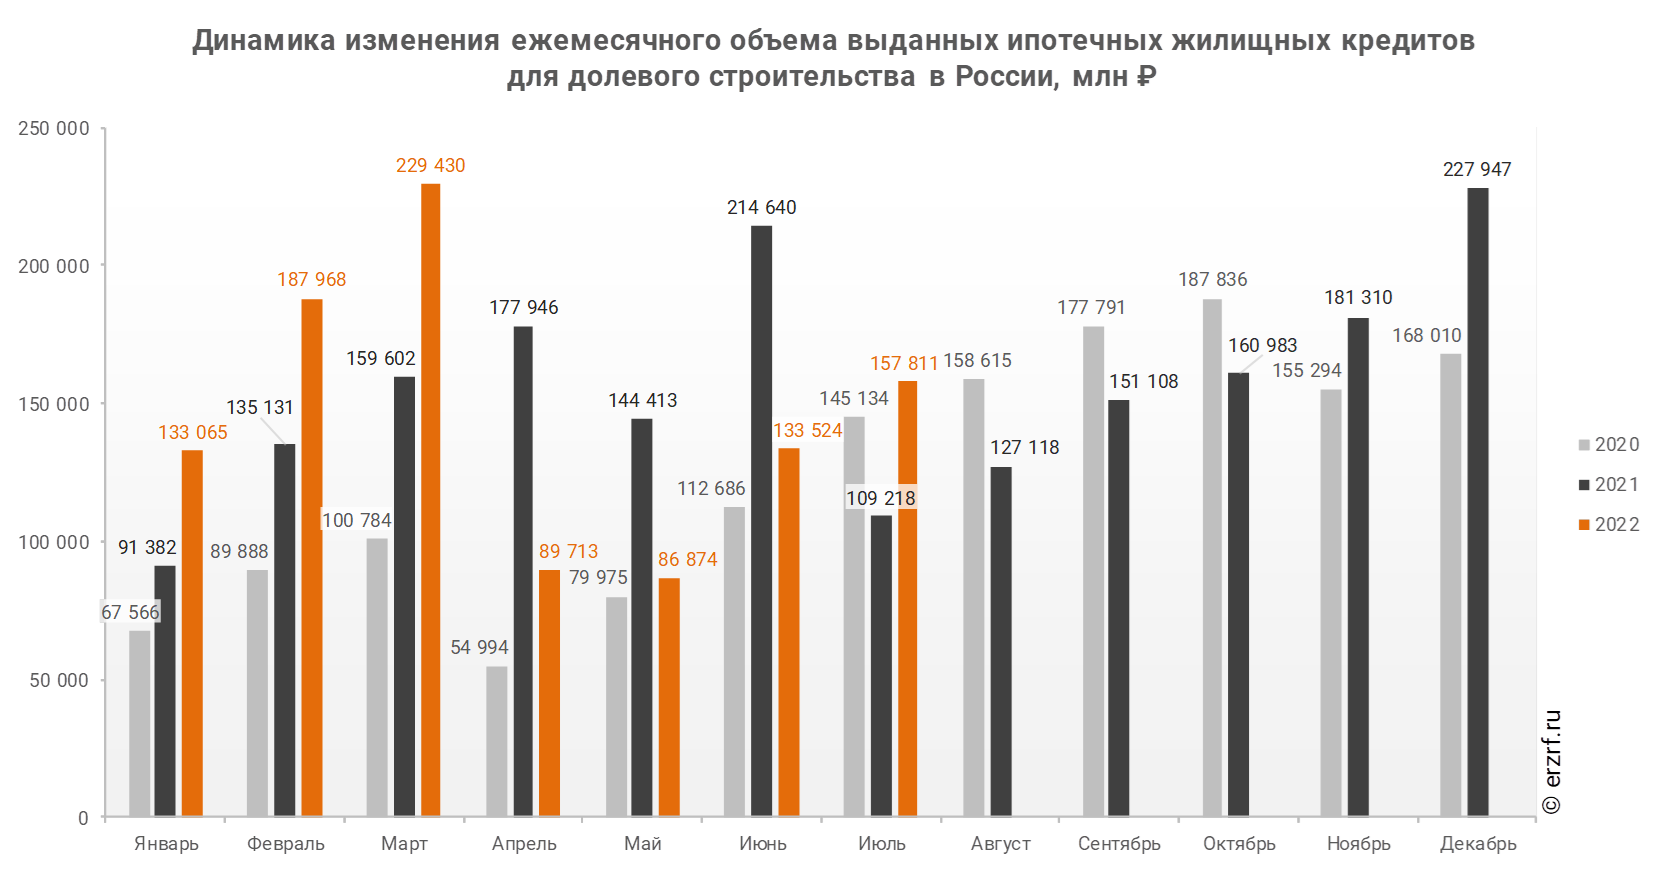 Динамика изменения ежемесячного объема выданных ипотечных жилищных кредитов
для долевого строительства в России, млн ₽
250 000
200 000
150 000
100 000
50 000
0
67 566
91 382
133 065
89 888
135 131
187 968
100 784
159 602
229 430
54 994
177 946
89 713
79 975
144 413
86 874
112 686
214 640
133 524
145 134
109 218
157 811
158 615
127 118
177 791
151 108
187 836
160 983
155 294
181 310
168 010
227 947
Январь
Февраль
Март
Апрель
Май
Июнь
Июль
Август
Сентябрь
Октябрь
Ноябрь
Декабрь
2020
2021
2022
© erzrf.ru